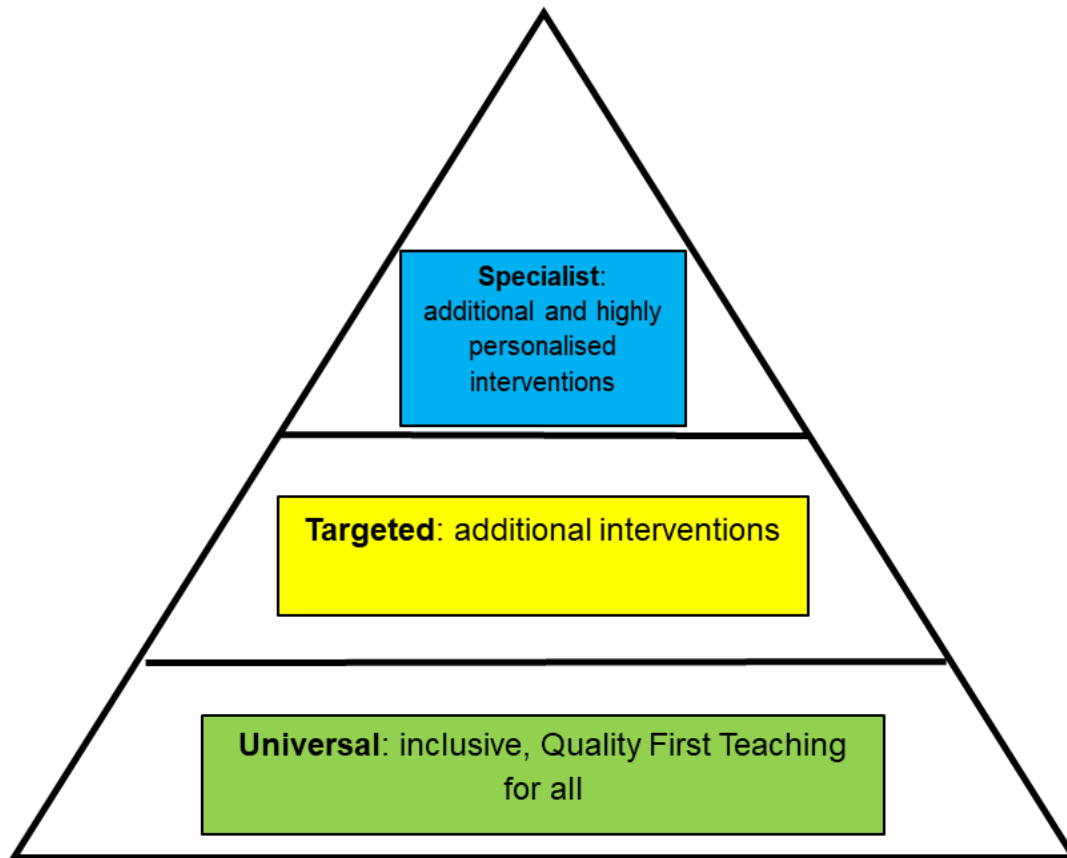 Specialist:
additional and highly
personalised
interventions
Targeted: additional interventions
Universal: inclusive, Quality First Teaching
for all